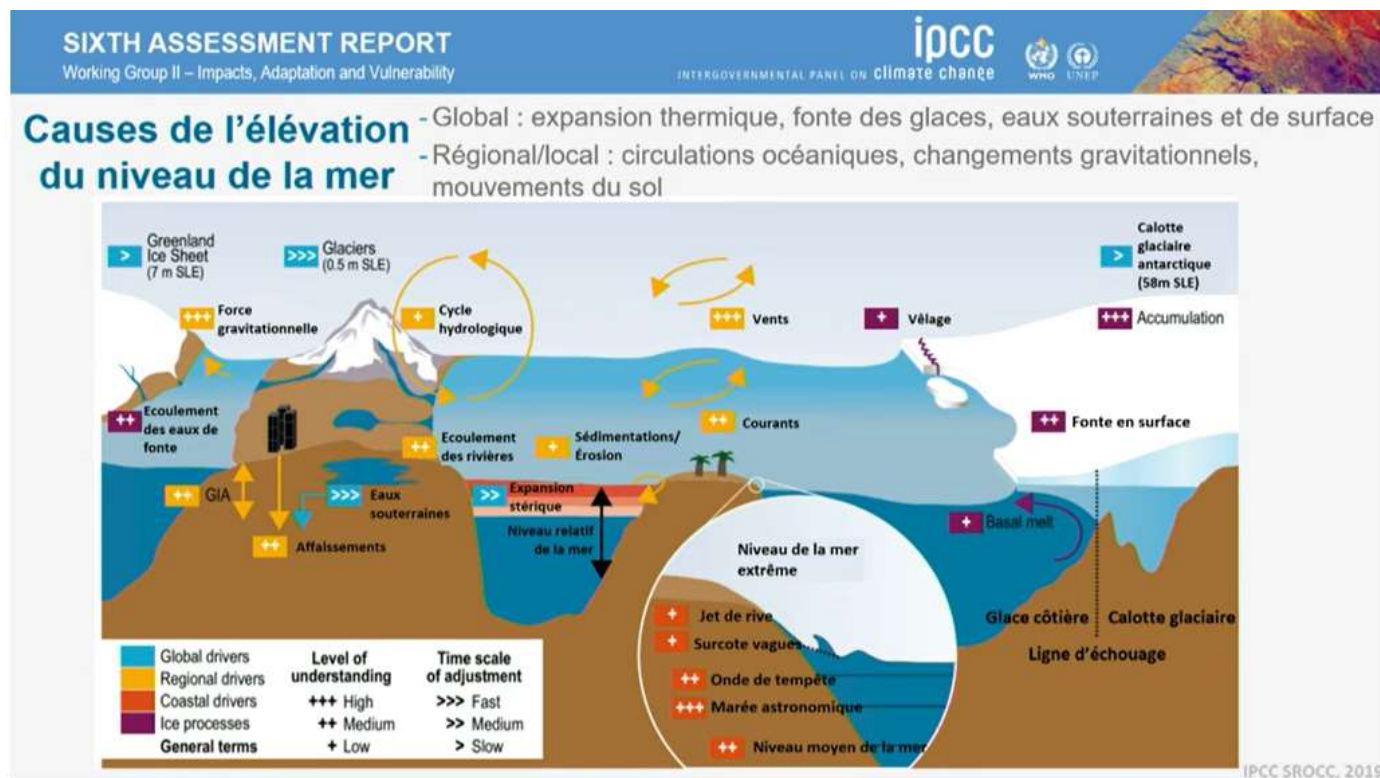 SIXTH ASSESSMENT REPORT
Working Group II – Impacts, Adaptation and Vulnerability
ipcc
INTERGOVERNMENTAL PANEL ON climate change
WMO
UNEP
Causes de l'élévation
du niveau de la mer
- Global : expansion thermique, fonte des glaces, eaux souterraines et de surface
- Régional/local : circulations océaniques, changements gravitationnels,
mouvements du sol
> Greenland
Ice Sheet
(7 m SLE)
>>> Glaciers
(0.5 m SLE)
> Calotte
glaciaire
antarctique
(58m SLE)
+++ Force
gravitationnelle
+ Cycle
hydrologique
+++ Vents
+ Vêlage
+++ Accumulation
++ Ecoulement
des eaux de
fonte
++ Ecoulement
des rivières
+ Sédimentations/
Érosion
++ Courants
++ Fonte en surface
++ GIA
>>> Eaux
souterraines
>> Expansion
stérique
++ Affaissements
Niveau relatif
de la mer
+ Basal melt
Niveau de la mer
extrême
+ Jet de rive
+ Surcote vagues
++ Onde de tempête
+++ Marée astronomique
++ Niveau moyen de la mer
Glace côtière
Calotte glaciaire
Ligne d'échouage
Global drivers
Regional drivers
Coastal drivers
Ice processes
General terms
Level of
understanding
+++ High
++ Medium
+ Low
Time scale
of adjustment
>>> Fast
>> Medium
> Slow
IPCC SROCC, 2019